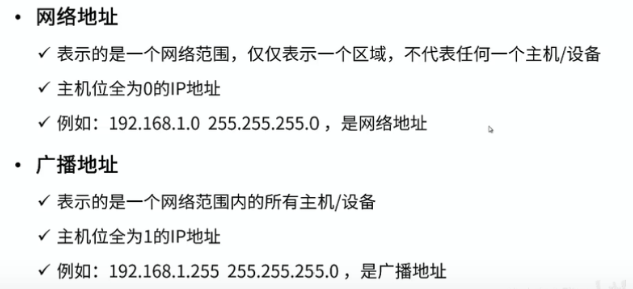 • 网络地址
✓ 表示的是一个网络范围，仅仅表示一个区域，不代表任何一个主机/设备
✓ 主机位全为0的IP地址
✓ 例如：192.168.1.0 255.255.255.0 ，是网络地址
• 广播地址
✓ 表示的是一个网络范围内的所有主机/设备
✓ 主机位全为1的IP地址
✓ 例如：192.168.1.255 255.255.255.0 ，是广播地址